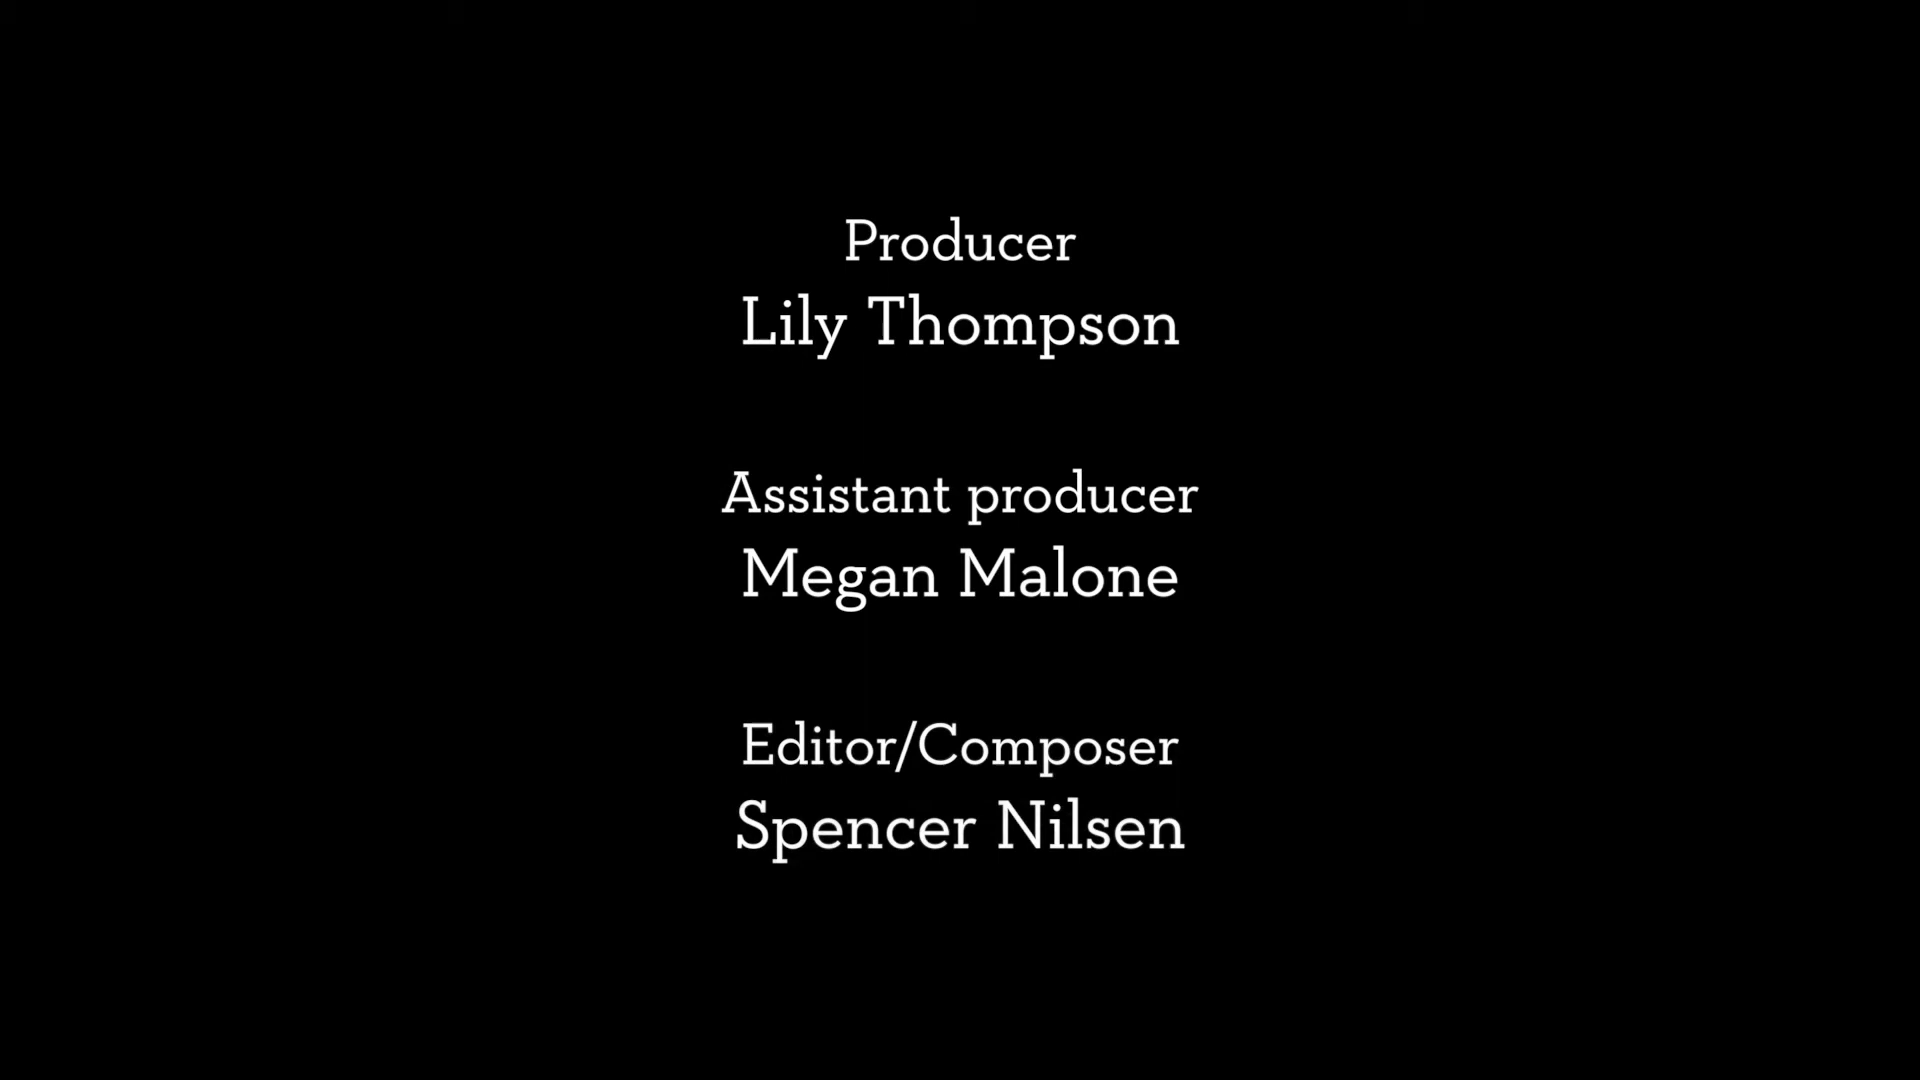 Producer
Lily Thompson
Assistant producer
Megan Malone
Editor/Composer
Spencer Nilsen